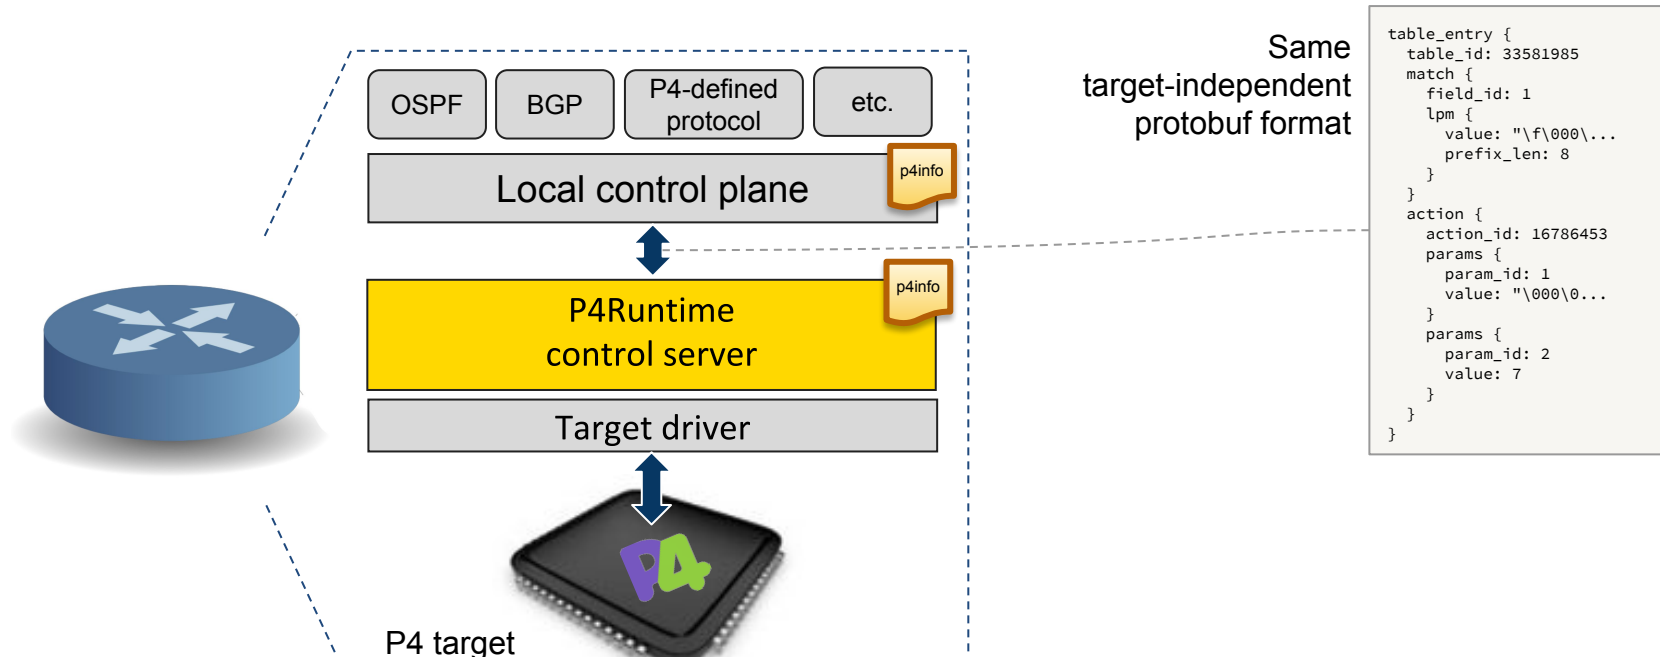 OSPF
BGP
P4-defined
protocol
etc.
Local control plane
p4info
P4Runtime
control server
p4info
Target driver
P4
P4 target
Same
target-independent
protobuf format
table_entry {
  table_id: 33581985
  match {
    field_id: 1
    lpm {
      value: "\f\000\...
      prefix_len: 8
    }
  }
  action {
    action_id: 16786453
    params {
      param_id: 1
      value: "\000\0...
    }
    params {
      param_id: 2
      value: 7
    }
  }
}